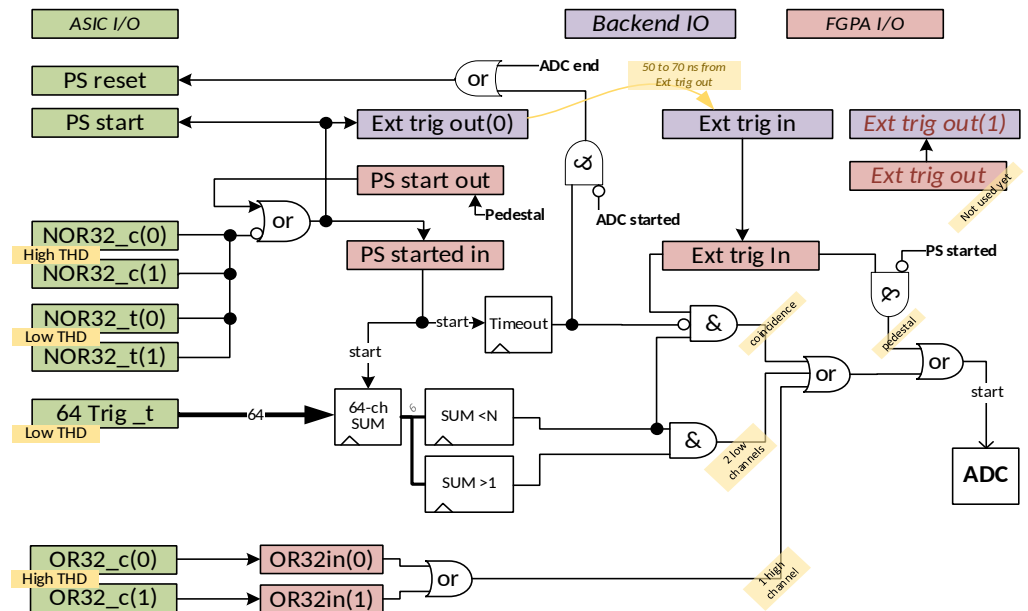 ASIC I/O
Backend IO
FGPA I/O
PS reset
or
ADC end
50 to 70 ns from
Ext trig out
PS start
Ext trig out(0)
Ext trig in
Ext trig out(1)
&
PS start out
Ext trig out
Not used yet
Pedestal
ADC started
NOR32_c(0)
High THD
NOR32_c(1)
or
PS started in
Ext trig In
PS started
&
NOR32_t(0)
Low THD
NOR32_t(1)
start
Timeout
&
coincidence
pedestal
start
or
or
start
64 Trig _t
Low THD
64
64-ch
SUM
6
SUM <N
&
2 low
channels
SUM >1
ADC
OR32_c(0)
High THD
OR32_c(1)
OR32in(0)
OR32in(1)
or
1 high
channel